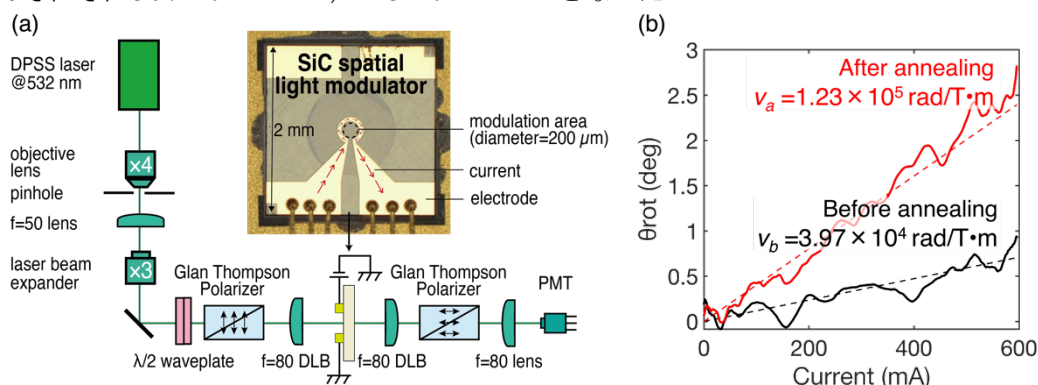 (a)
DPSS laser
@532 nm
objective
lens
x4
pinhole
f=50 lens
laser beam
expander
x3
λ/2 waveplate
Glan Thompson
Polarizer
f=80 DLB
f=80 DLB
Glan Thompson
Polarizer
f=80 lens
PMT
SiC spatial
light modulator
2 mm
modulation area
(diameter=200 μm)
current
electrode
(b)
3
2.5
2
1.5
1
0.5
0
θrot (deg)
After annealing
va =1.23 × 10⁵ rad/T•m
Before annealing
vb =3.97 × 10⁴ rad/T•m
0
200
400
600
Current (mA)